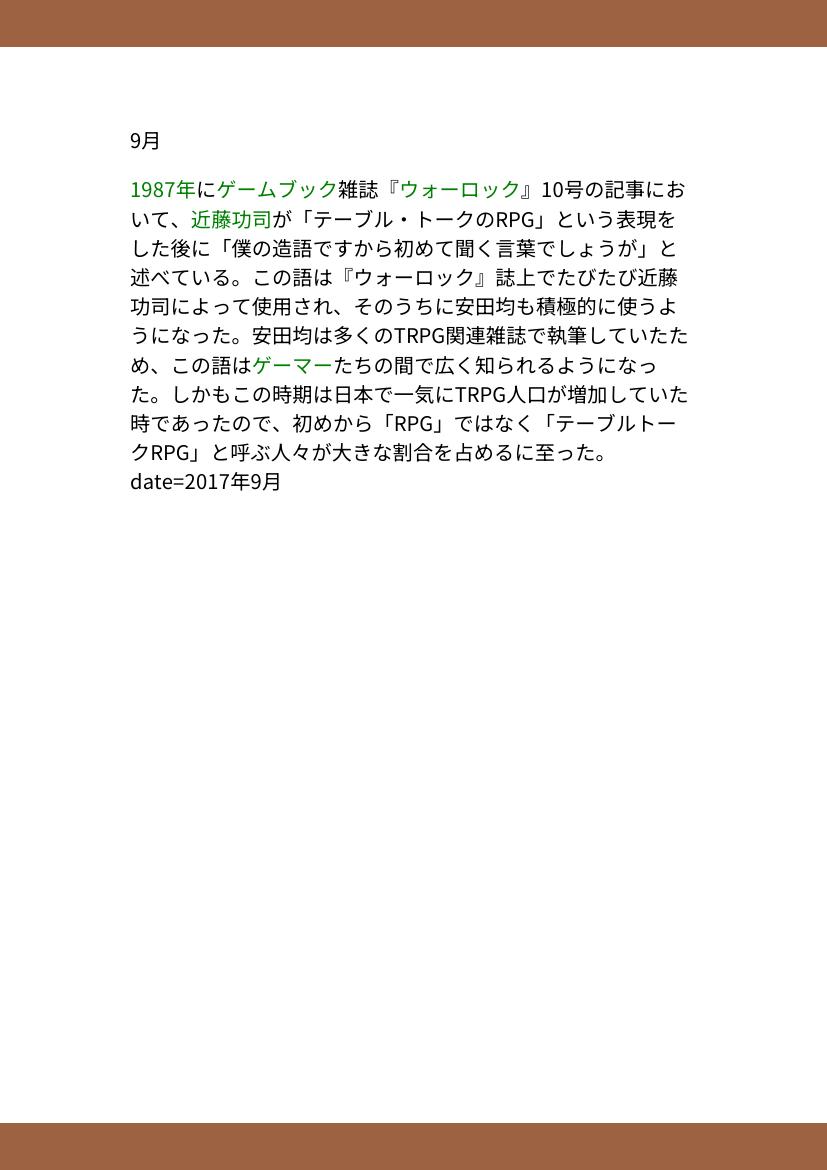 9月
1987年にゲームブック雑誌『ウォーロック』10号の記事にお
いて、近藤功司が「テーブル・トークのRPG」という表現を
した後に「僕の造語ですから初めて聞く言葉でしょうが」と
述べている。この語は『ウォーロック』誌上でたびたび近藤
功司によって使用され、そのうちに安田均も積極的に使うよ
うになった。安田均は多くのTRPG関連雑誌で執筆していたた
め、この語はゲーマーたちの間で広く知られるようになっ
た。しかもこの時期は日本で一気にTRPG人口が増加していた
時であったので、初めから「RPG」ではなく「テーブルトー
クRPG」と呼ぶ人々が大きな割合を占めるに至った。
date=2017年9月